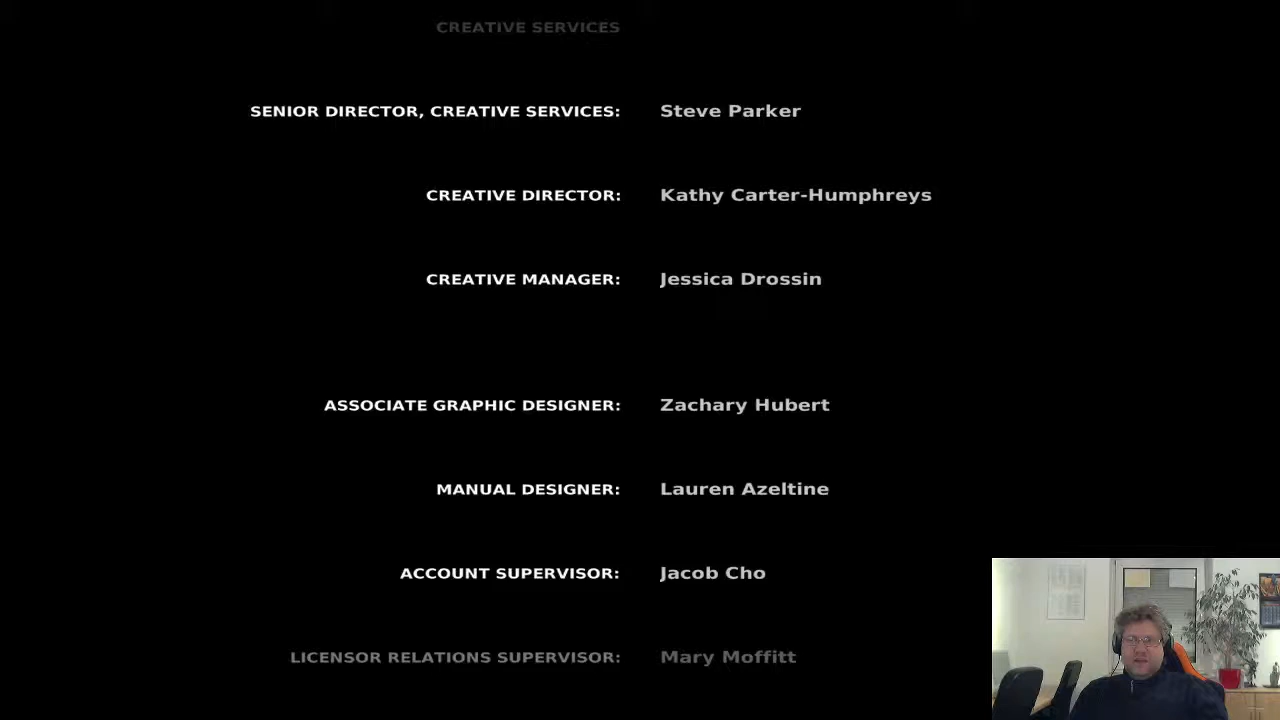 CREATIVE SERVICES
SENIOR DIRECTOR, CREATIVE SERVICES: Steve Parker
CREATIVE DIRECTOR: Kathy Carter-Humphreys
CREATIVE MANAGER: Jessica Drossin
ASSOCIATE GRAPHIC DESIGNER: Zachary Hubert
MANUAL DESIGNER: Lauren Azeltine
ACCOUNT SUPERVISOR: Jacob Cho
LICENSOR RELATIONS SUPERVISOR: Mary Moffitt